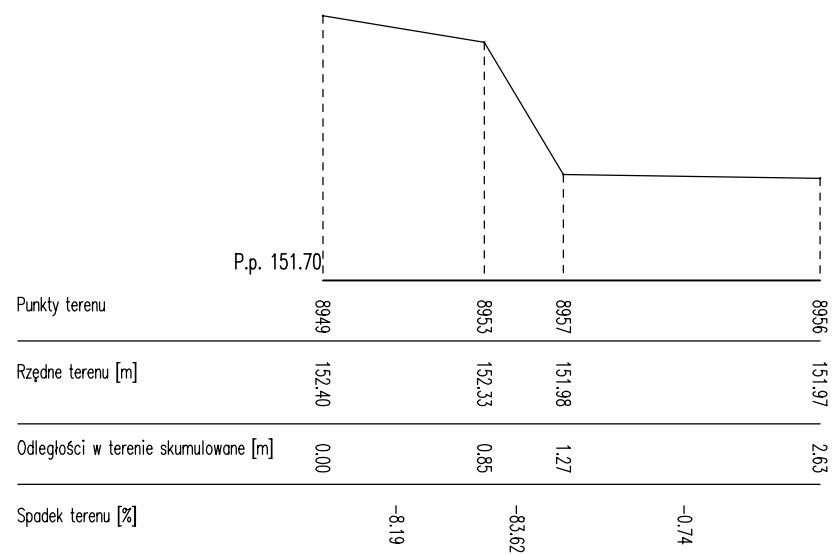 P.p. 151.70
Punkty terenu 8949 8953 8957 8956
Rzędne terenu [m] 152.40 152.33 151.98 151.97
Odległości w terenie skumulowane [m] 0.00 0.85 1.27 2.63
Spadek terenu [%] -8.19 -83.62 -0.74